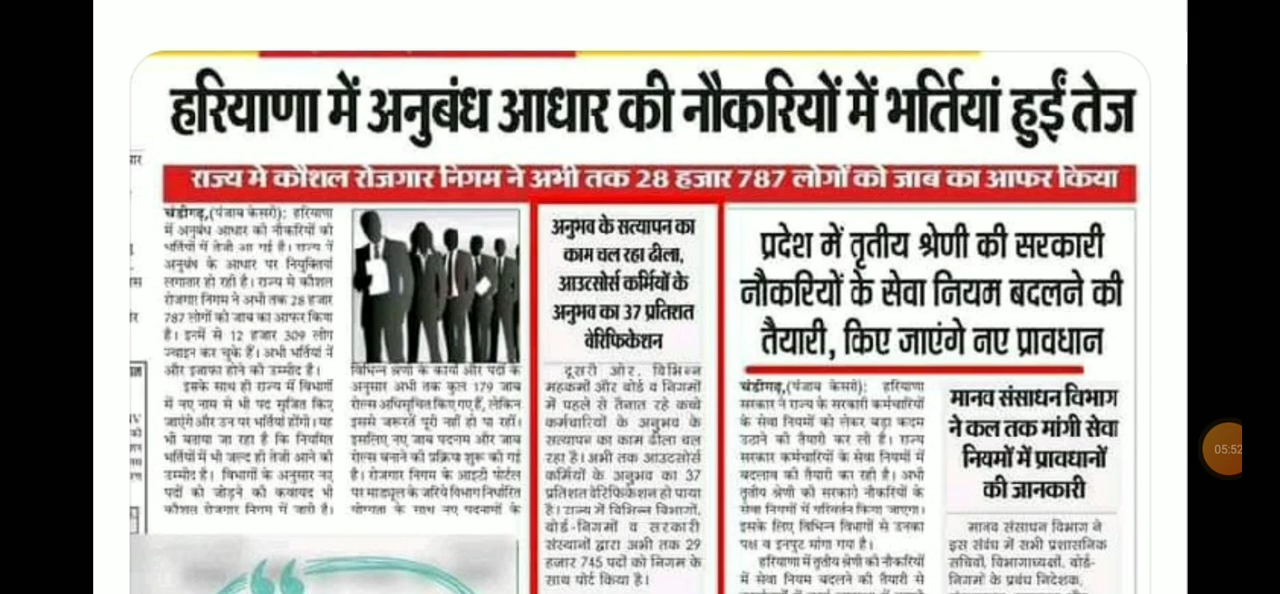 हरियाणा में अनुबंध आधार की नौकरियों में भर्तियां हुईं तेज
राज्य में कौशल रोजगार निगम ने अभी तक 28 हजार 787 लोगों को जाब का आफर किया
चंडीगढ़,(पंजाब केसरी): हरियाणा
में अनुबंध आधार की नौकरियों की
भर्तियों में तेजी आ गई है। राज्य में
अनुबंध के आधार पर नियुक्तियां
लगातार हो रही हैं। राज्य में कौशल
रोजगार निगम ने अभी तक 28 हजार
787 लोगों को जाब का आफर किया
है। इनमें से 12 हजार 309 लोग
ज्वाइन कर चुके हैं। अभी भर्तियों में
और इजाफा होने की उम्मीद है।
इसके साथ ही राज्य में विभागों
में नए नाम से भी पद सृजित किए
जाएंगे और उन पर भर्तियां होंगी। यह
भी बताया जा रहा है कि नियमित
भर्तियों में भी जल्द ही तेजी आने की
उम्मीद है। विभागों के अनुसार नए
पदों को जोड़ने की कवायद भी
कौशल रोजगार निगम में जारी है।
विभिन्न श्रेणी के कार्यों और पदों के
अनुसार अभी तक कुल 179 जाब
रोल्स अधिसूचित किए गए हैं, लेकिन
इससे जरूरतें पूरी नहीं हो पा रहीं।
इसलिए नए जाब पदनाम और जाब
रूल्स बनाने की प्रक्रिया शुरू की गई
है। रोजगार निगम के आइटी पोर्टल
पर माड्यूल के जरिये विभाग निर्धारित
योग्यता के साथ नए पदनामों के
अनुभव के सत्यापन का
काम चल रहा ढीला,
आउटसोर्स कर्मियों के
अनुभव का 37 प्रतिशत
वेरिफिकेशन
दूसरी ओर, विभिन्न
महकमों और बोर्ड व निगमों
में पहले से तैनात रहे कच्चे
कर्मचारियों के अनुभव के
सत्यापन का काम ढीला चल
रहा है। अभी तक आउटसोर्स
कर्मियों के अनुभव का 37
प्रतिशत वेरिफिकेशन हो पाया
है। राज्य में विभिन्न विभागों,
बोर्ड-निगमों व सरकारी
संस्थानों द्वारा अभी तक 29
हजार 745 पदों को निगम के
साथ पोर्ट किया है।
प्रदेश में तृतीय श्रेणी की सरकारी
नौकरियों के सेवा नियम बदलने की
तैयारी, किए जाएंगे नए प्रावधान
चंडीगढ़,(पंजाब केसरी): हरियाणा
सरकार ने राज्य के सरकारी कर्मचारियों
के सेवा नियमों को लेकर बड़ा कदम
उठाने की तैयारी कर ली है। राज्य
सरकार कर्मचारियों के सेवा नियमों में
बदलाव की तैयारी कर रही है। अभी
तृतीय श्रेणी की सरकारी नौकरियों के
सेवा नियमों में परिवर्तन किया जाएगा।
इसके लिए विभिन्न विभागों से उनका
पक्ष व इनपुट मांगा गया है।
हरियाणा में तृतीय श्रेणी की नौकरियों
में सेवा नियम बदलने की तैयारी से
मानव संसाधन विभाग
ने कल तक मांगी सेवा
नियमों में प्रावधानों
की जानकारी
मानव संसाधन विभाग ने
इस संबंध में सभी प्रशासनिक
सचिवों, विभागाध्यक्षों, बोर्ड-
निगमों के प्रबंध निदेशक,
05:52